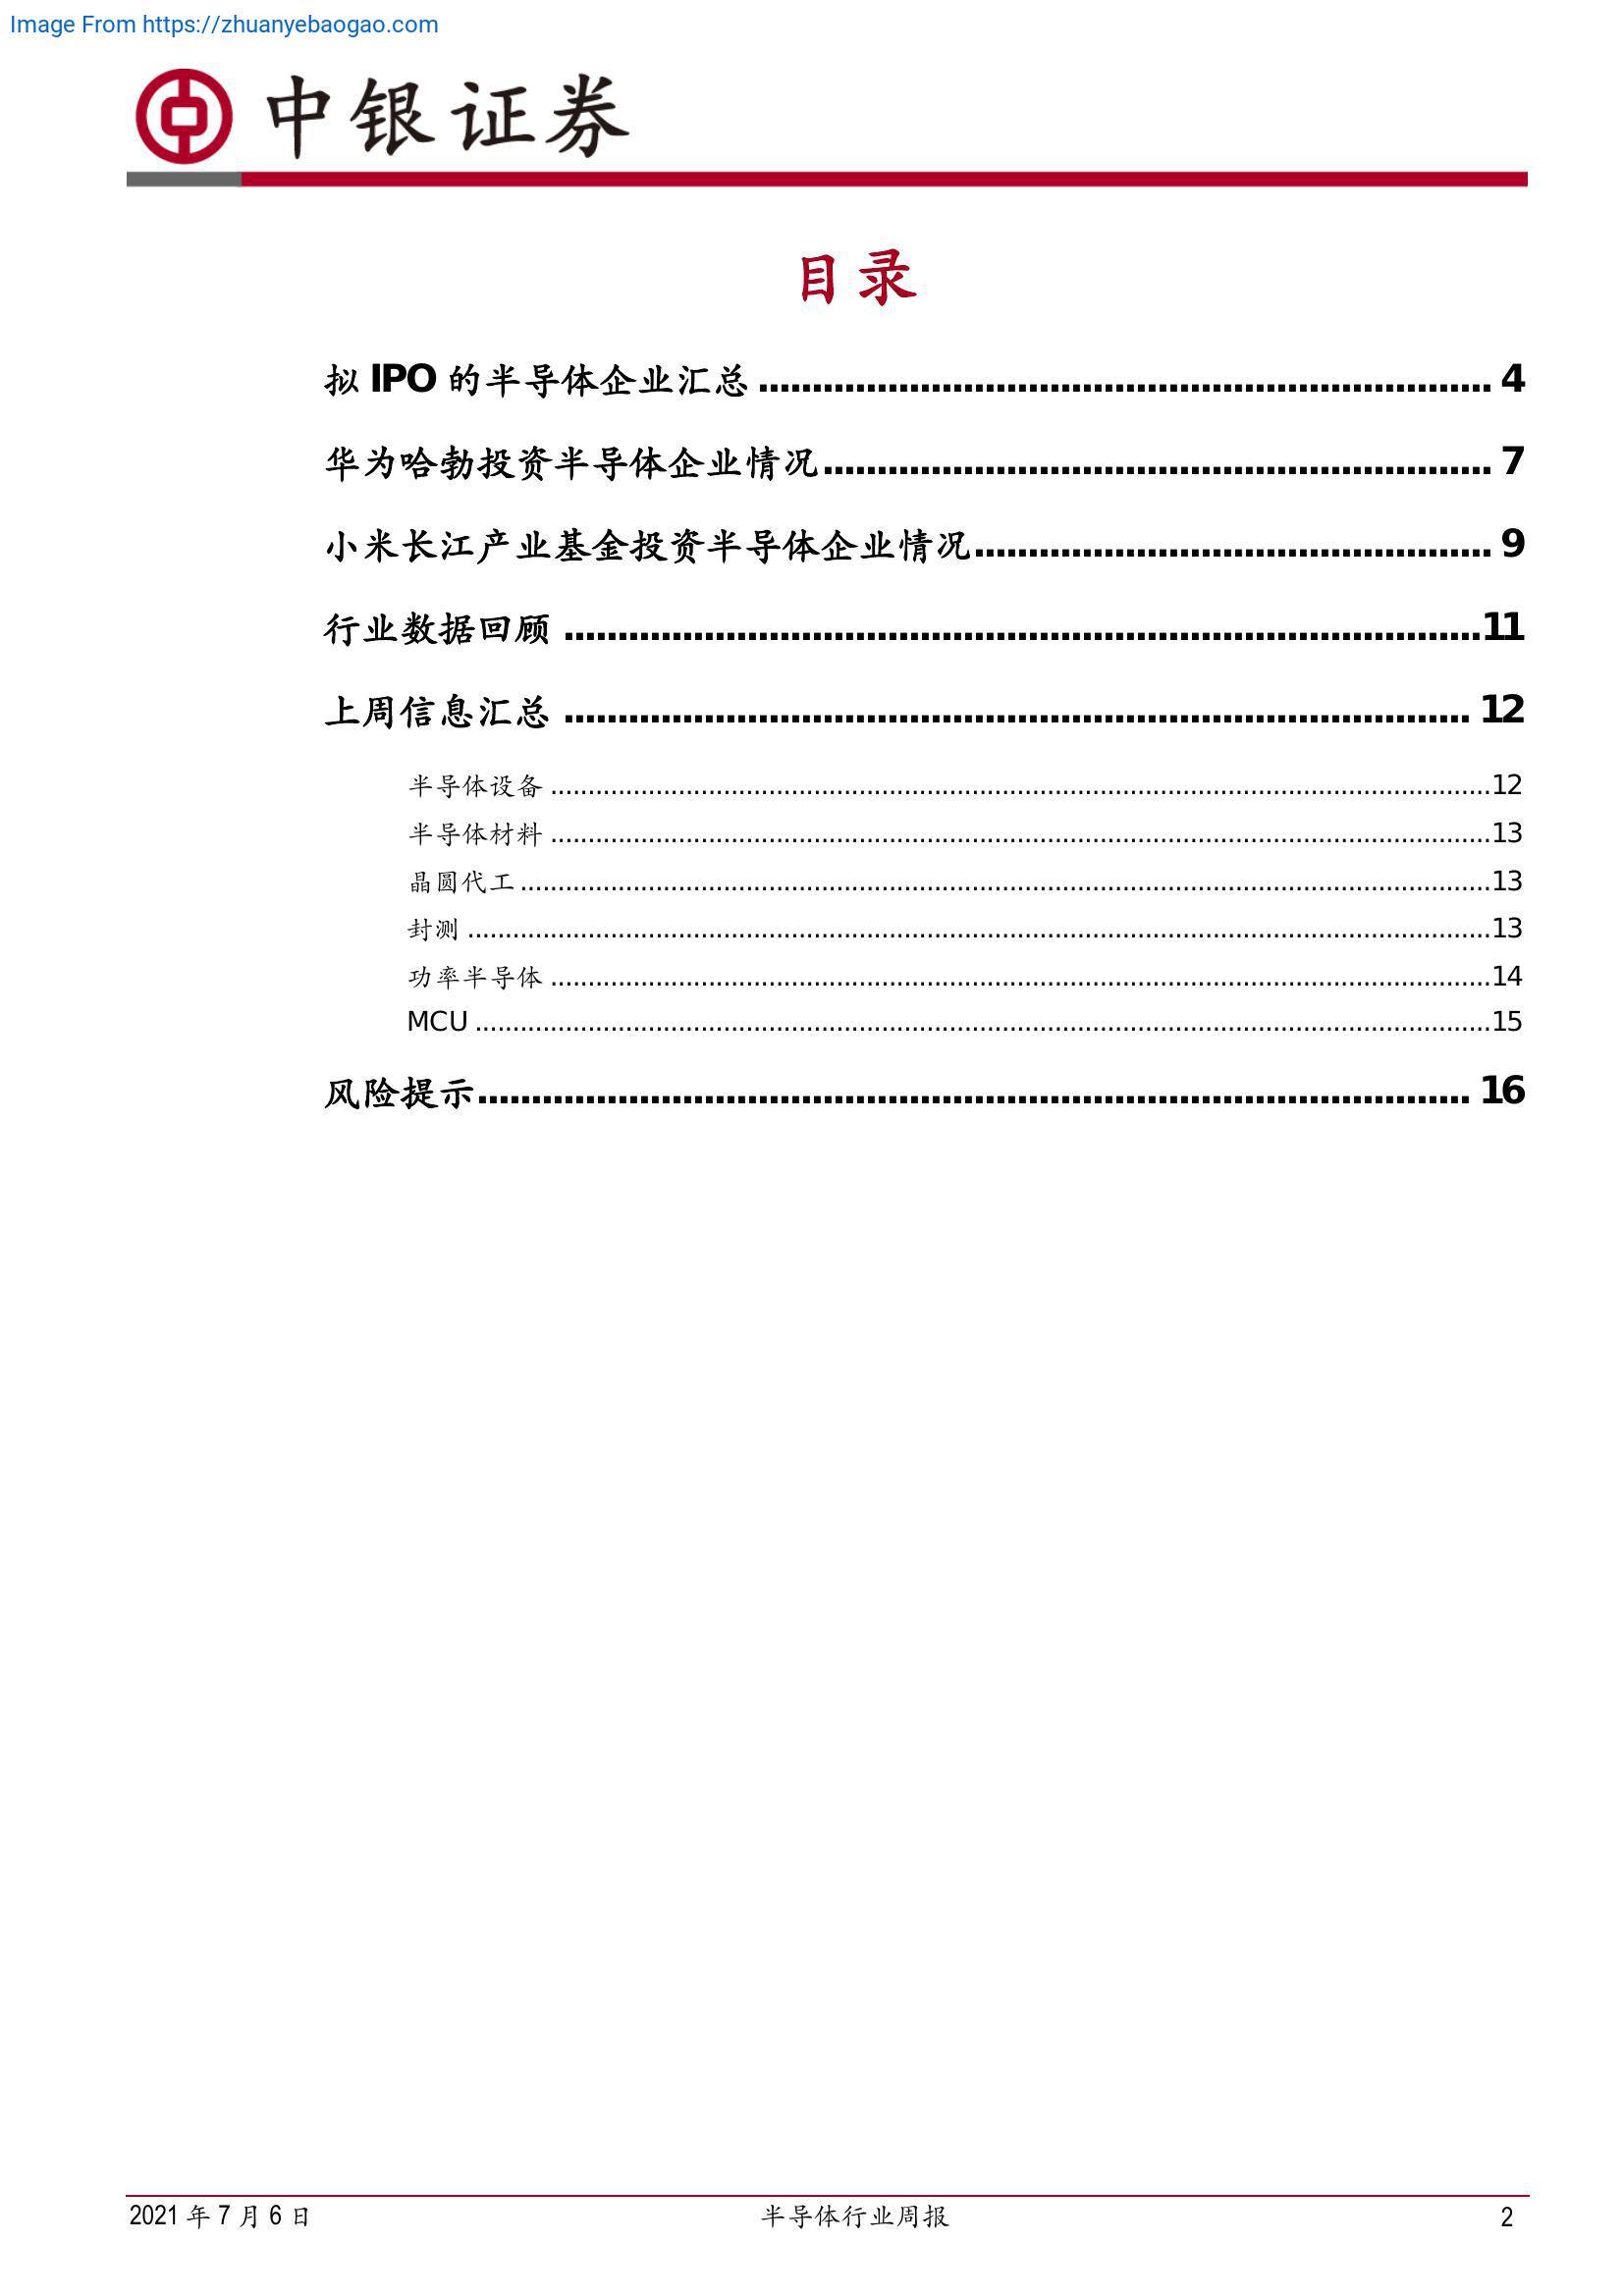 Image From https://zhuanyebaogao.com
中银证券
目录
拟 IPO 的半导体企业汇总 ........................................ 4
华为哈勃投资半导体企业情况 ........................................ 7
小米长江产业基金投资半导体企业情况 ........................................ 9
行业数据回顾 ........................................ 11
上周信息汇总 ........................................ 12
半导体设备 ........................................ 12
半导体材料 ........................................ 13
晶圆代工 ........................................ 13
封测 ........................................ 13
功率半导体 ........................................ 14
MCU ........................................ 15
风险提示 ........................................ 16
2021 年 7 月 6 日 半导体行业周报 2